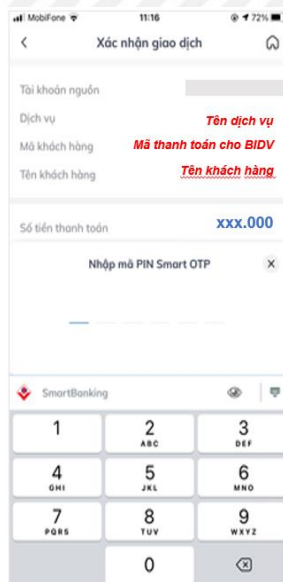 MobiFone 11:16 72%
Xác nhận giao dịch
Tài khoản nguồn
Dịch vụ Tên dịch vụ
Mã khách hàng Mã thanh toán cho BIDV
Tên khách hàng Tên khách hàng
Số tiền thanh toán xxx.000
Nhập mã PIN Smart OTP
SmartBanking
1 2 3
ABC DEF
4 5 6
GHI JKL MNO
7 8 9
PQRS TUV WXYZ
0